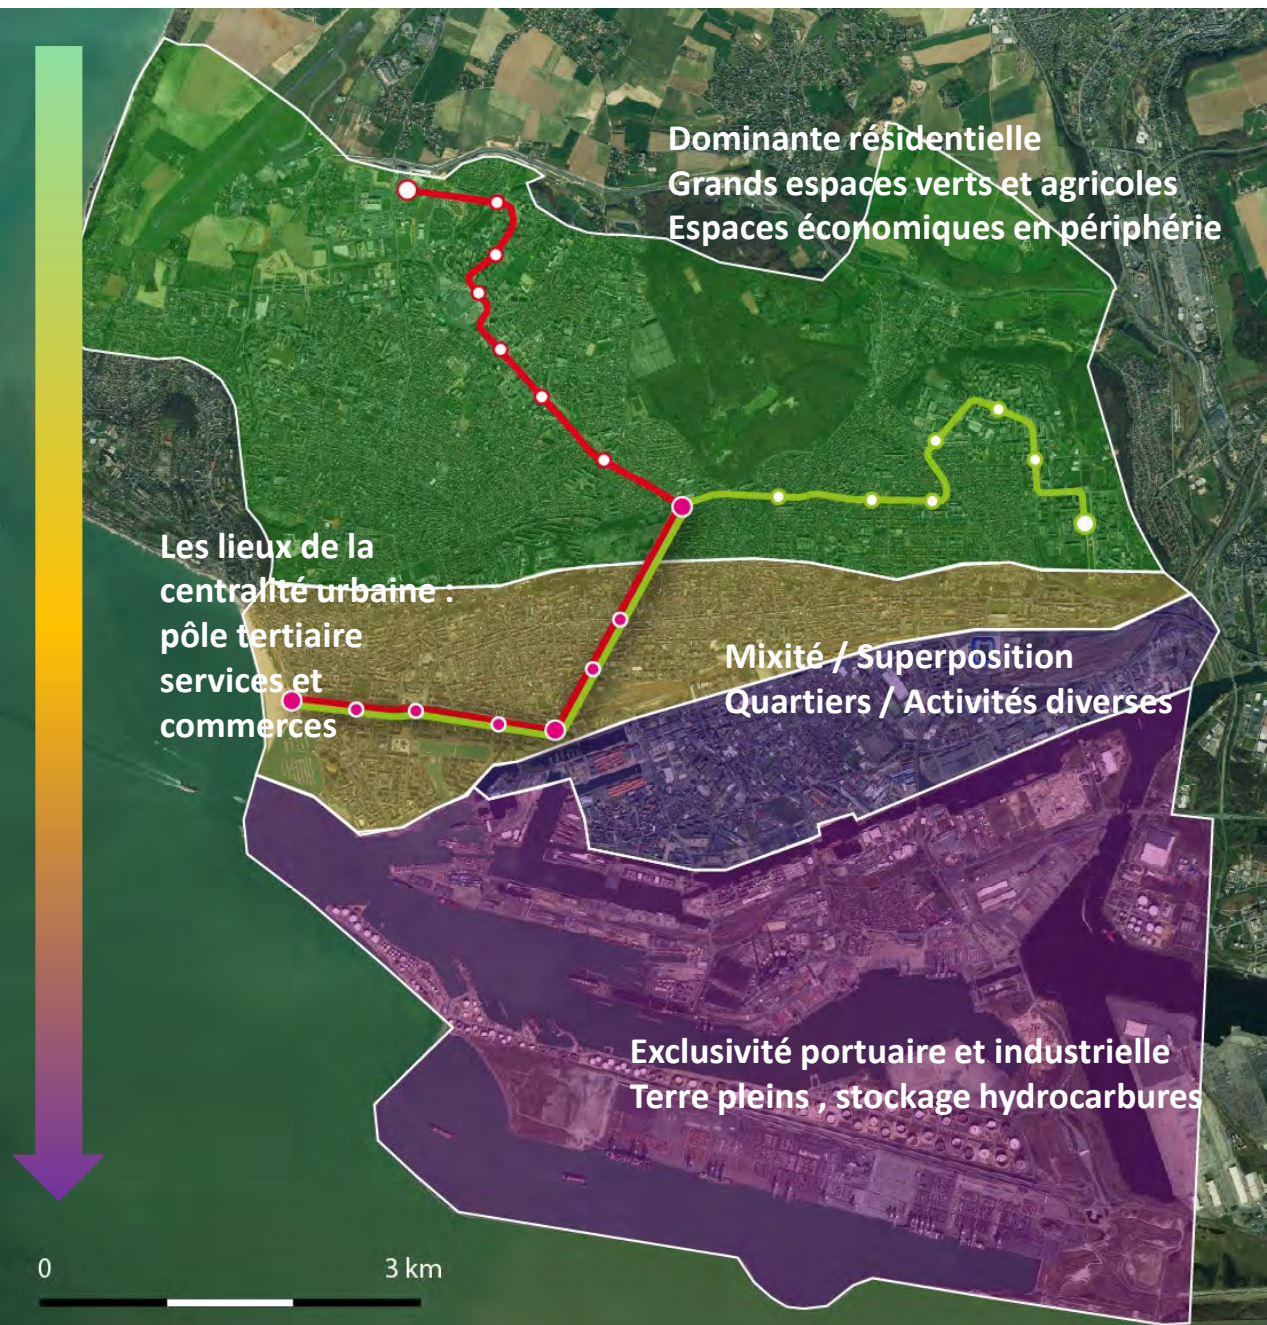 Dominante résidentielle
Grands espaces verts et agricoles
Espaces économiques en périphérie
Les lieux de la
centralité urbaine :
pôle tertiaire
services et
commerces
Mixité / Superposition
Quartiers / Activités diverses
Exclusivité portuaire et industrielle
Terre pleins , stockage hydrocarbures
0
3 km